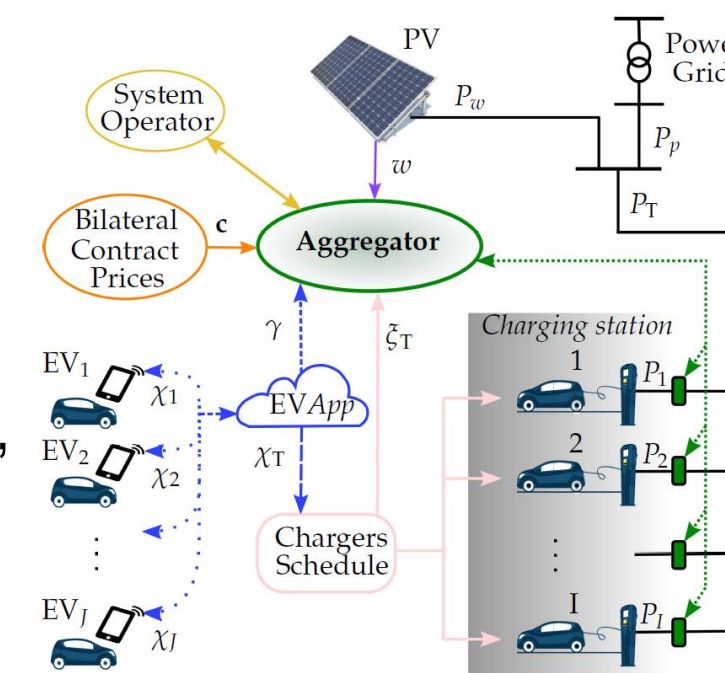 PV
Powe
Grid
System
Operator
P_w
P_p
w
P_T
Bilateral
Contract
Prices
c
Aggregator
γ
ξ_T
Charging station
EV_1
χ_1
EVApp
1
P_1
,
EV_2
χ_2
χ_T
2
P_2
Chargers
Schedule
⋮
⋮
EV_J
χ_J
I
P_I